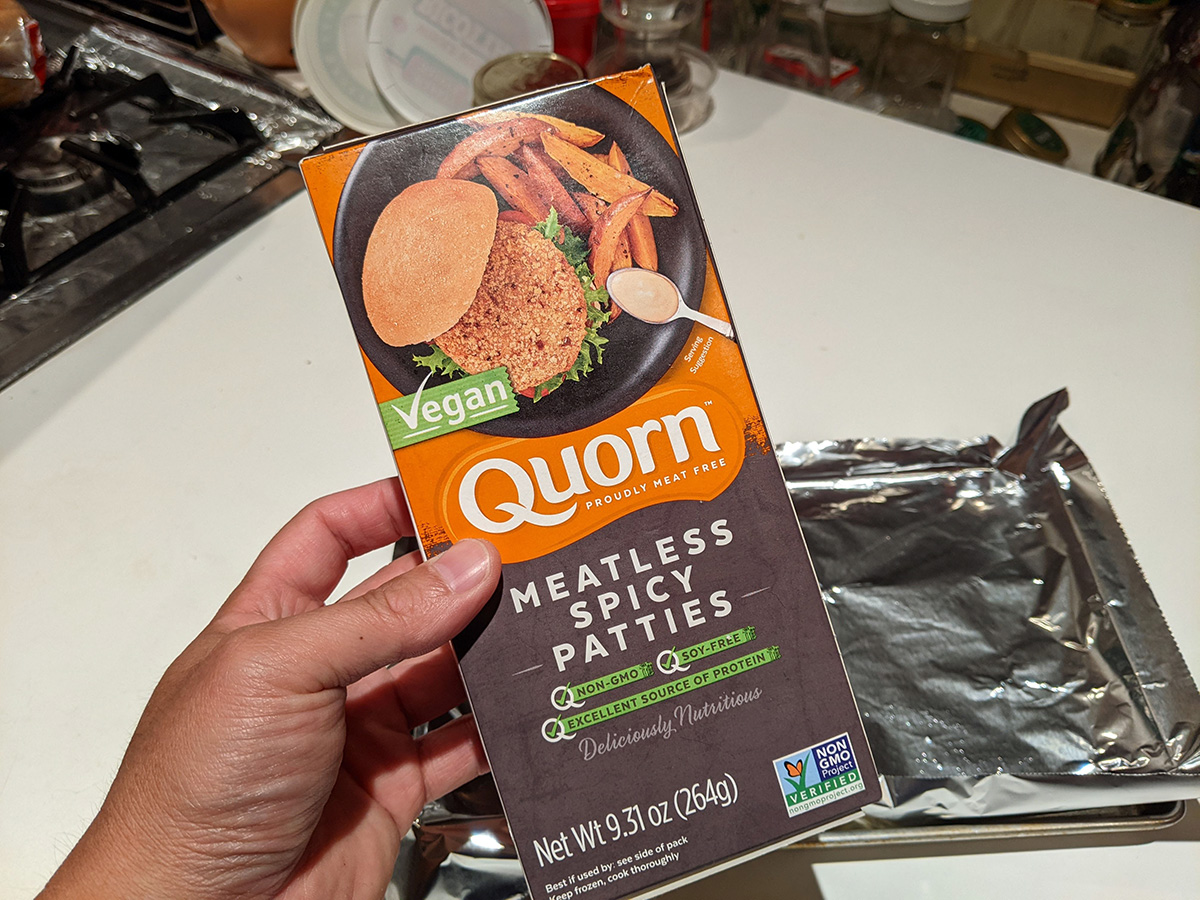 Serving
Suggestion
Vegan
Quorn™
PROUDLY MEAT FREE
MEATLESS
SPICY
PATTIES
NON-GMO
SOY-FREE
EXCELLENT SOURCE OF PROTEIN
Deliciously Nutritious
NON
GMO
Project
VERIFIED
nongmoproject.org
Net Wt 9.31 oz (264g)
Best if used by: see side of pack
Keep frozen, cook thoroughly